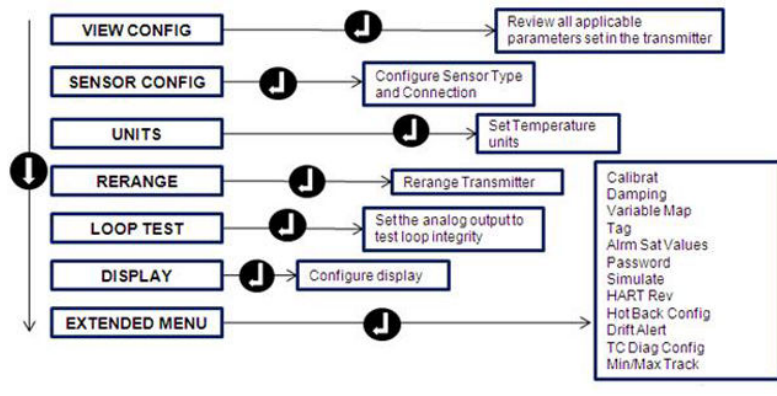 VIEW CONFIG
Review all applicable
parameters set in the transmitter
SENSOR CONFIG
Configure Sensor Type
and Connection
UNITS
Set Temperature
units
RERANGE
Rerange Transmitter
LOOP TEST
Set the analog output to
test loop integrity
DISPLAY
Configure display
EXTENDED MENU
Calibrat
Damping
Variable Map
Tag
Alrm Sat Values
Password
Simulate
HART Rev
Hot Back Config
Drift Alert
TC Diag Config
Min/Max Track